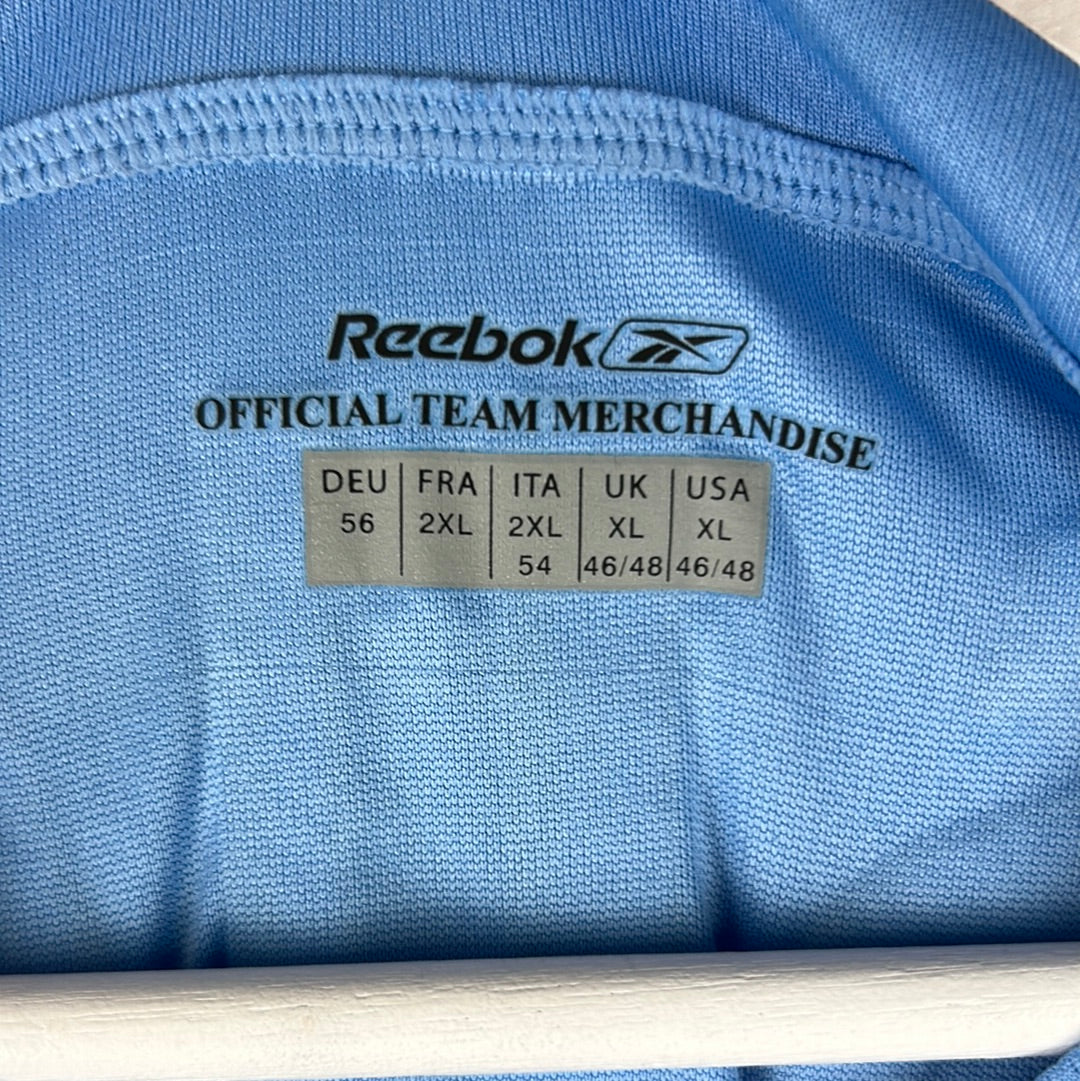 Reebok
OFFICIAL TEAM MERCHANDISE
DEU FRA ITA UK USA
56 2XL 2XL XL XL
54 46/48 46/48